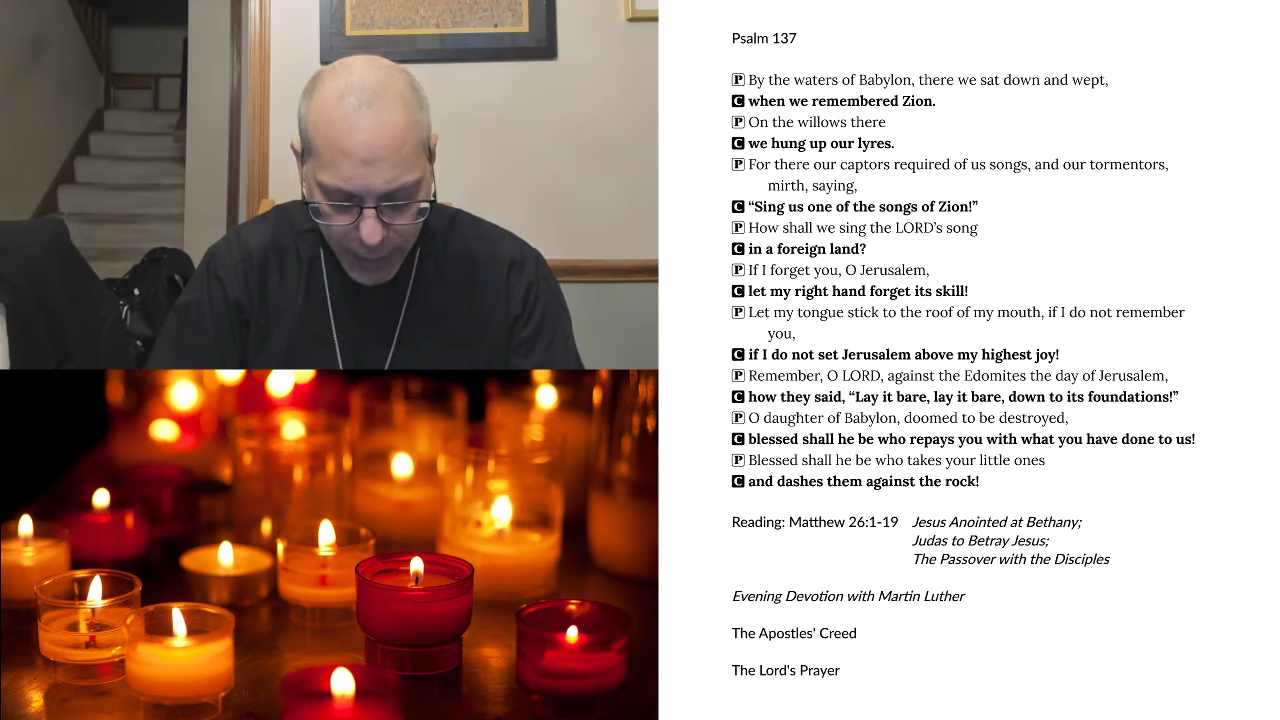 Psalm 137
P By the waters of Babylon, there we sat down and wept,
C when we remembered Zion.
P On the willows there
C we hung up our lyres.
P For there our captors required of us songs, and our tormentors,
mirth, saying,
C “Sing us one of the songs of Zion!”
P How shall we sing the LORD’s song
C in a foreign land?
P If I forget you, O Jerusalem,
C let my right hand forget its skill!
P Let my tongue stick to the roof of my mouth, if I do not remember
you,
C if I do not set Jerusalem above my highest joy!
P Remember, O LORD, against the Edomites the day of Jerusalem,
C how they said, “Lay it bare, lay it bare, down to its foundations!”
P O daughter of Babylon, doomed to be destroyed,
C blessed shall he be who repays you with what you have done to us!
P Blessed shall he be who takes your little ones
C and dashes them against the rock!
Reading: Matthew 26:1-19 Jesus Anointed at Bethany;
Judas to Betray Jesus;
The Passover with the Disciples
Evening Devotion with Martin Luther
The Apostles' Creed
The Lord's Prayer